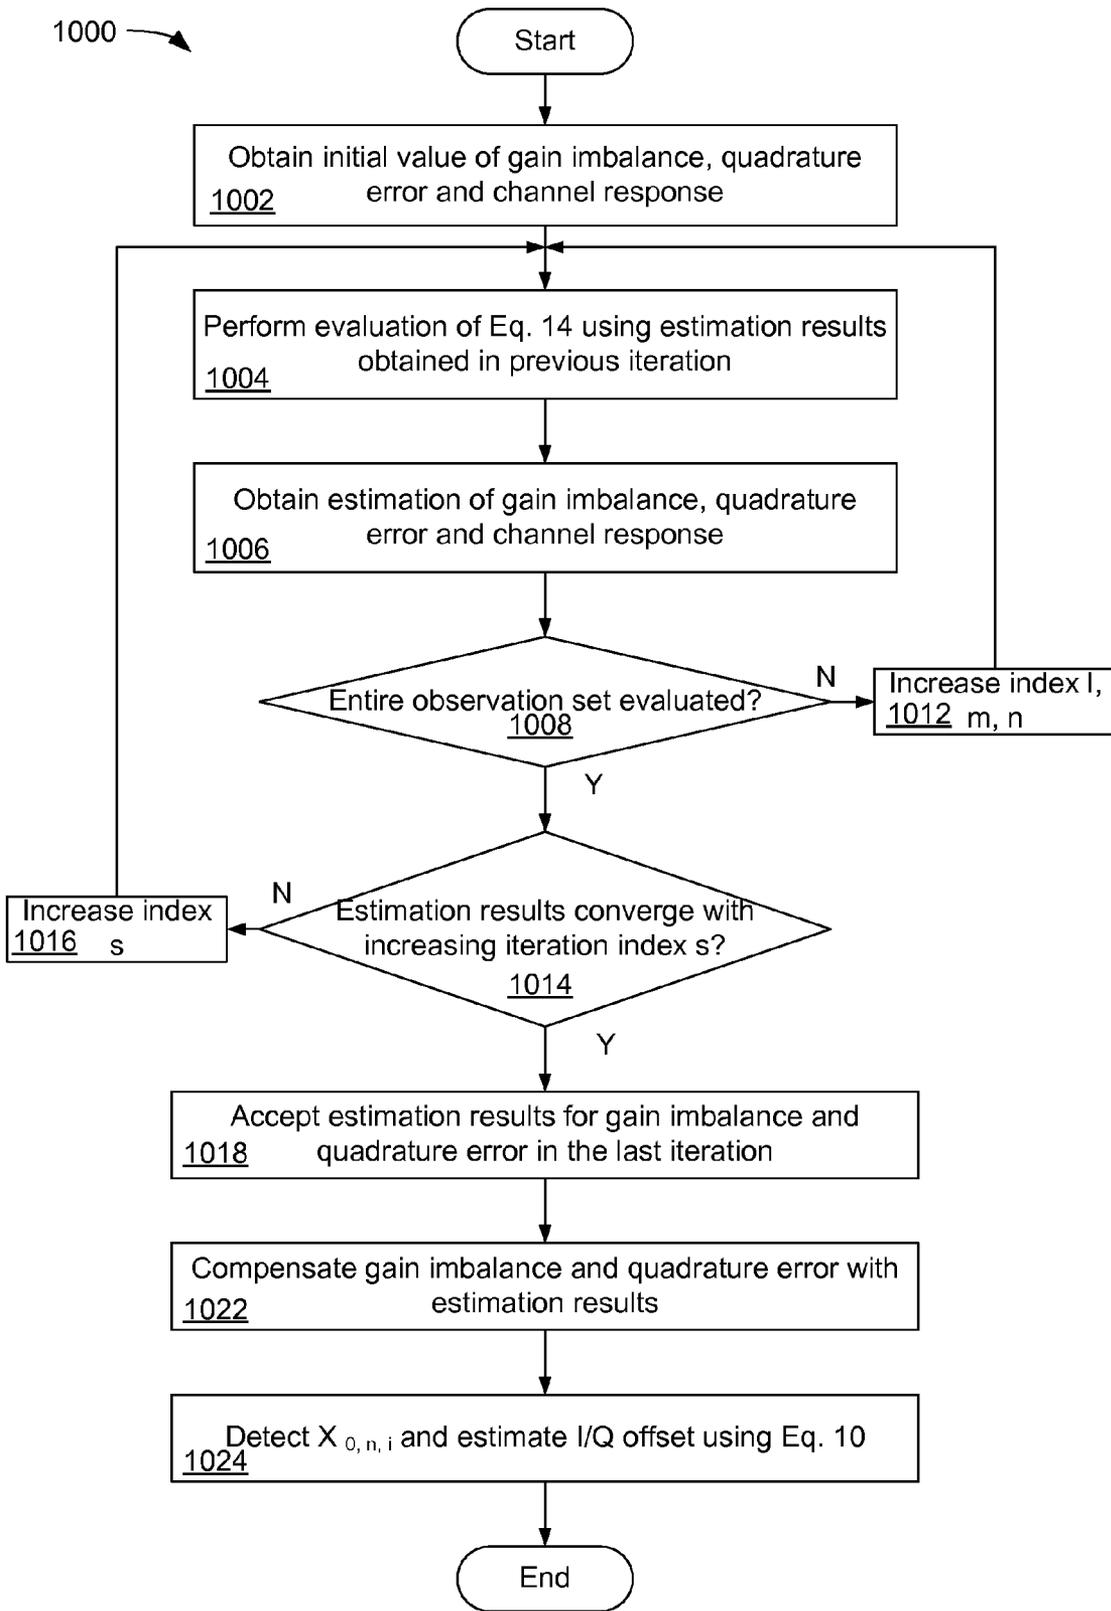 1000
Start
Obtain initial value of gain imbalance, quadrature
error and channel response
1002
Perform evaluation of Eq. 14 using estimation results
obtained in previous iteration
1004
Obtain estimation of gain imbalance, quadrature
error and channel response
1006
Entire observation set evaluated?
1008
N
Increase index l,
1012 m, n
Y
N
Estimation results converge with
increasing iteration index s?
1014
Increase index
1016 s
Y
Accept estimation results for gain imbalance and
quadrature error in the last iteration
1018
Compensate gain imbalance and quadrature error with
estimation results
1022
Detect X 0, n, i and estimate I/Q offset using Eq. 10
1024
End